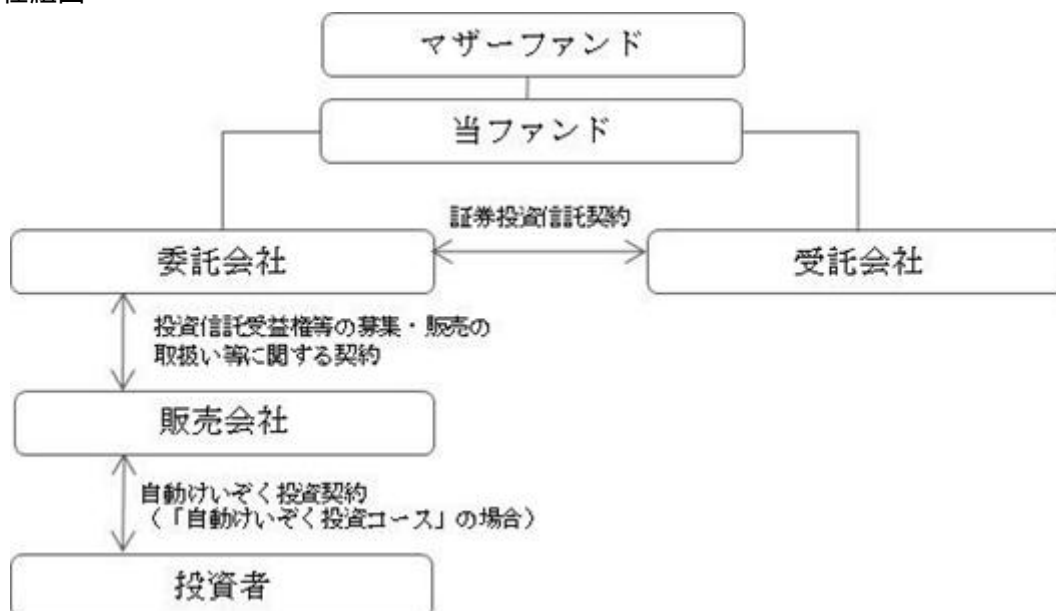 マザーファンド
当ファンド
証券投資信託契約
委託会社
受託会社
投資信託受益権等の募集・販売の
取扱い等に関する契約
販売会社
自動けいぞく投資契約
(「自動けいぞく投資コース」の場合)
投資者